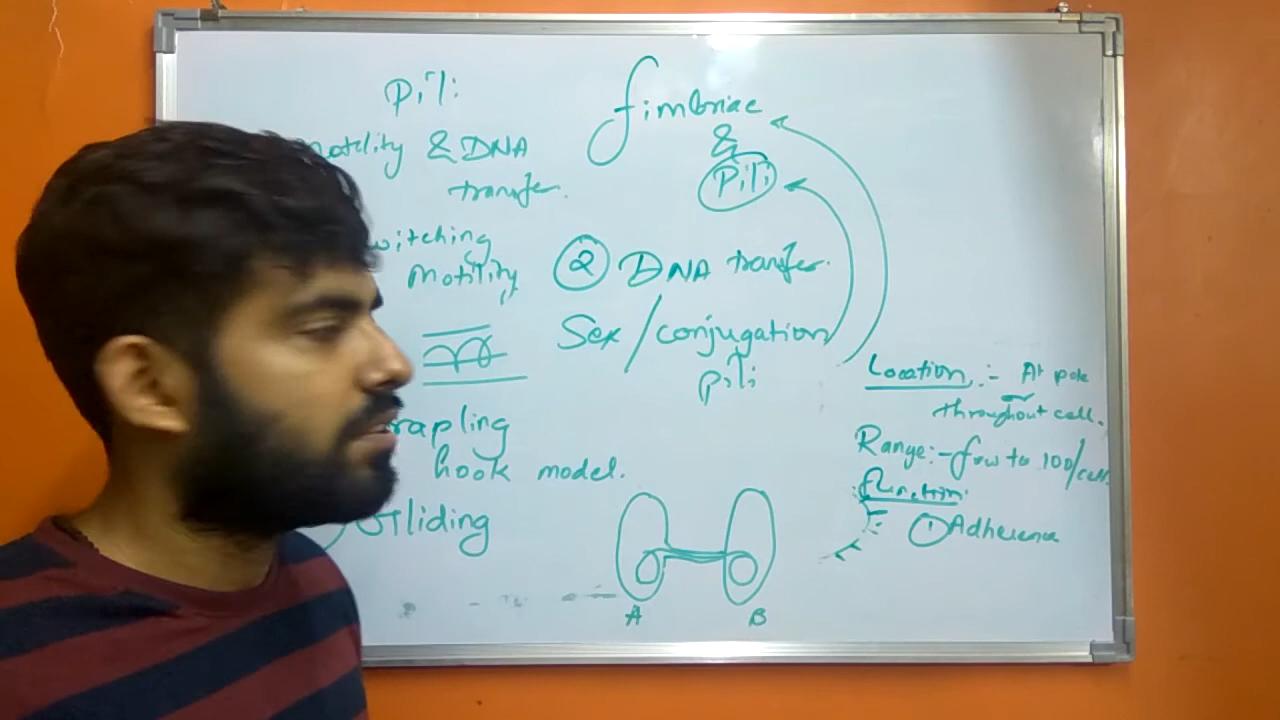 Pili:
motility & DNA
transfer.
witching
Motility
rapling
hook model.
Gliding
fimbriae
&
Pili
② DNA transfer.
Sex/conjugation
pili
A B
Location :- At pole
throughout cell.
Range:- few to 100/cell.
function:
① Adherence